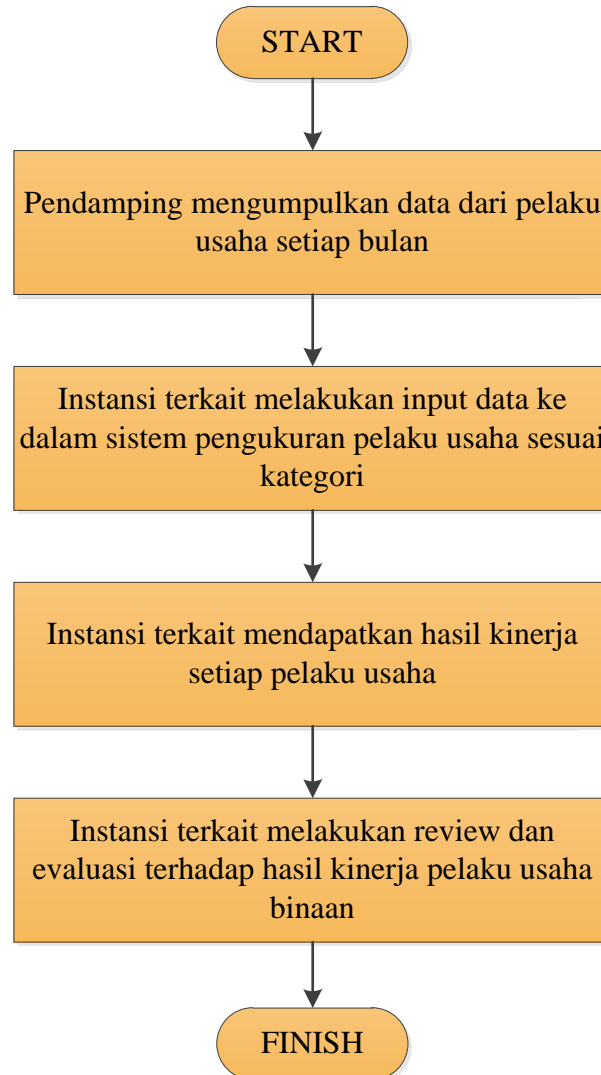 START
Pendamping mengumpulkan data dari pelaku
usaha setiap bulan
Instansi terkait melakukan input data ke
dalam sistem pengukuran pelaku usaha sesuai
kategori
Instansi terkait mendapatkan hasil kinerja
setiap pelaku usaha
Instansi terkait melakukan review dan
evaluasi terhadap hasil kinerja pelaku usaha
binaan
FINISH